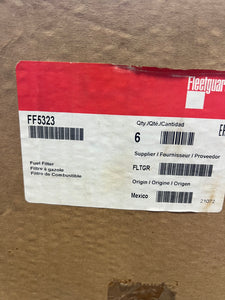 Fleetguar
FF5323
Qty./Qté./Cantidad
6
Supplier / Fournisseur / Proveedor
Fuel Filter
Filtre à gazole
Filtro de Combustible
FLTGR
Origin / Origine / Origen
Mexico
21072